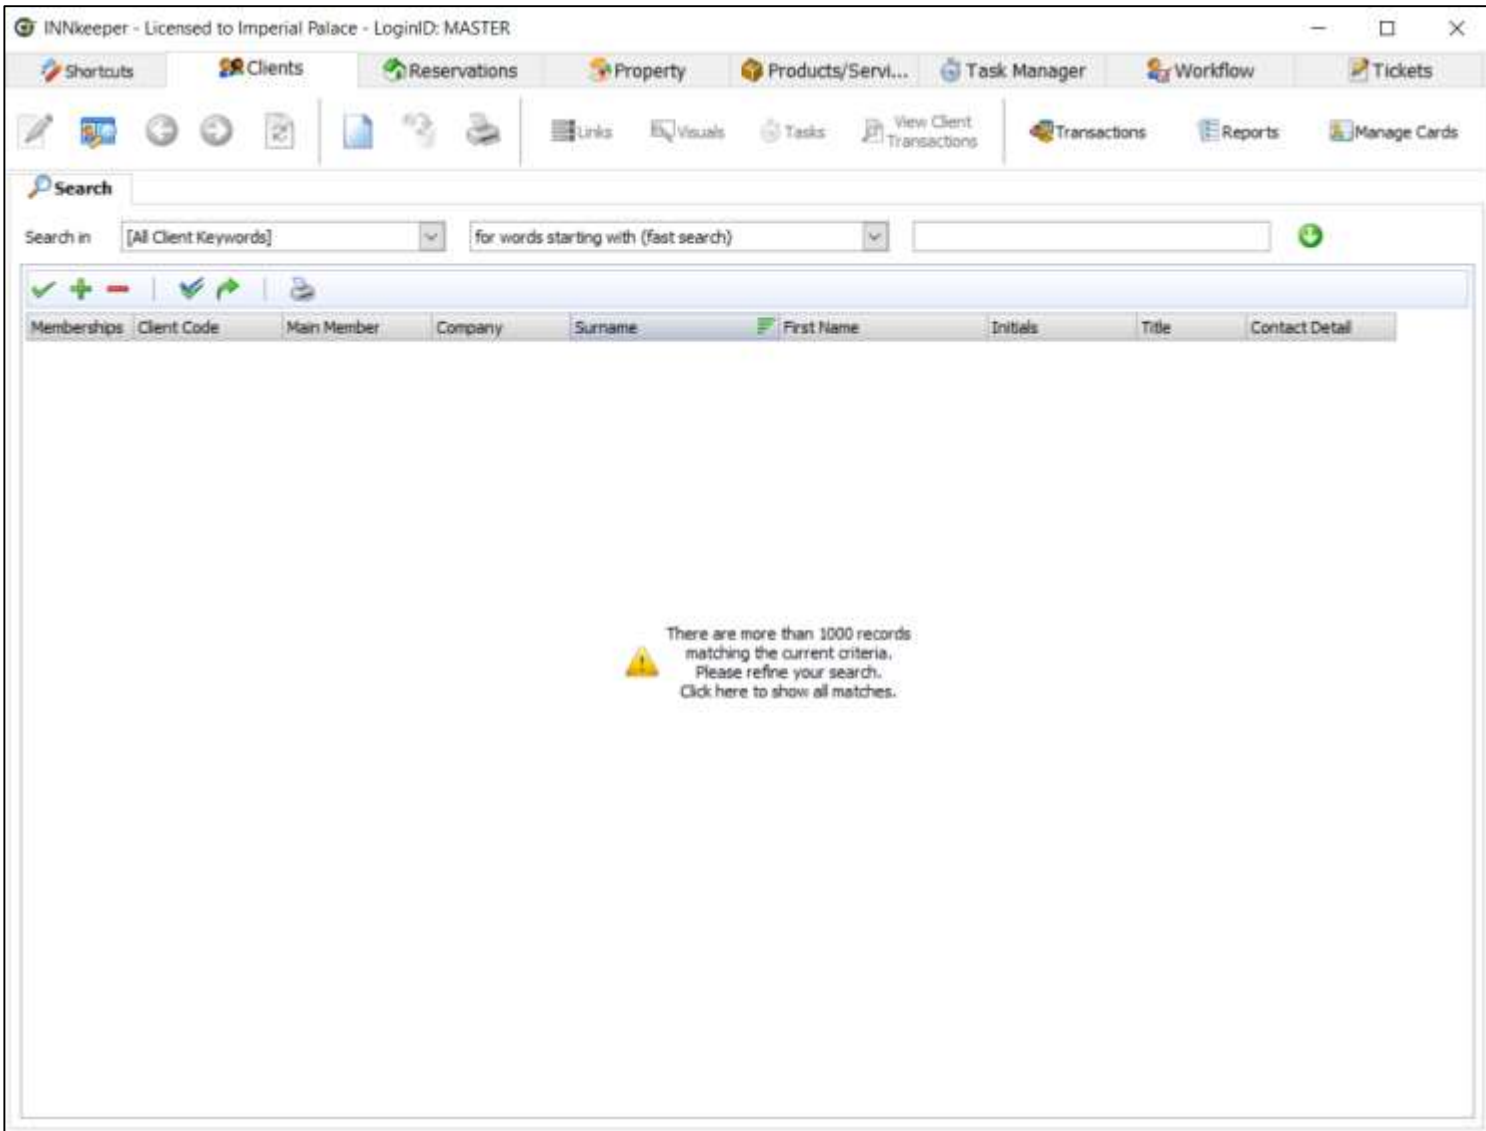 INNkeeper - Licensed to Imperial Palace - LoginID: MASTER
Shortcuts Clients Reservations Property Products/Servi... Task Manager Workflow Tickets
Links Visuals Tasks View Client Transactions Transactions Reports Manage Cards
Search
Search in [All Client Keywords] for words starting with (fast search)
Memberships Client Code Main Member Company Surname First Name Initials Title Contact Detail
There are more than 1000 records
matching the current criteria.
Please refine your search.
Click here to show all matches.